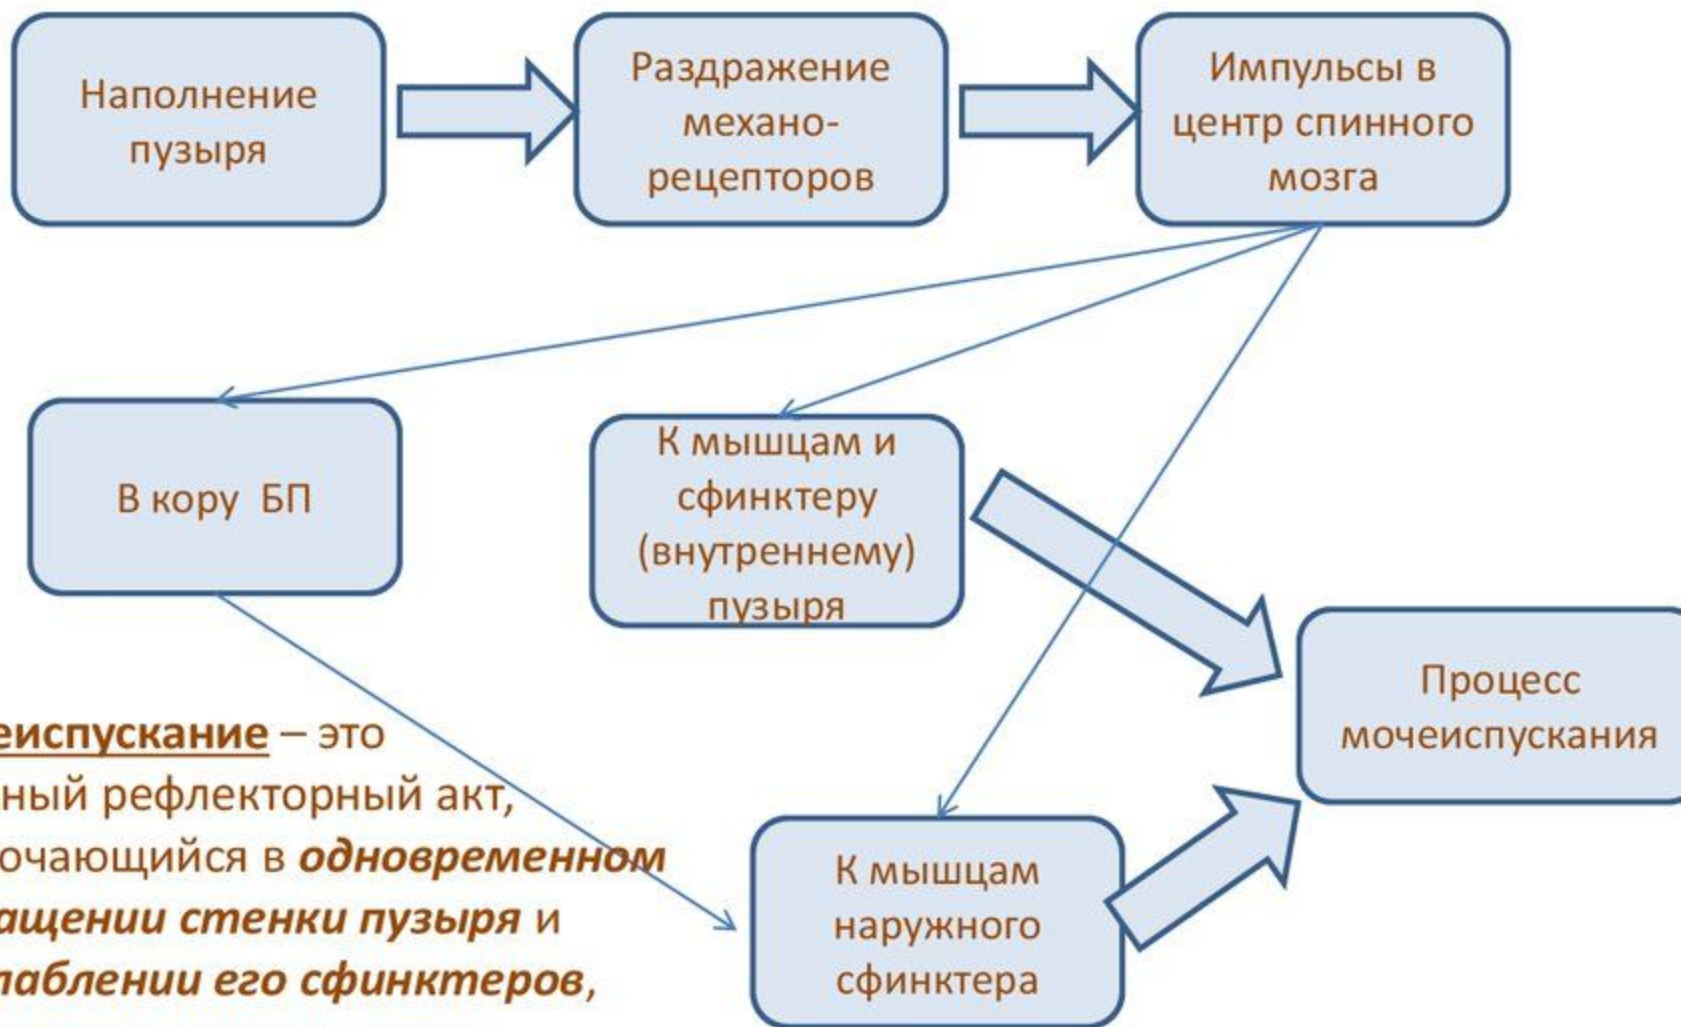 Наполнение
пузыря
Раздражение
механо-
рецепторов
Импульсы в
центр спинного
мозга
В кору БП
К мышцам и
сфинктеру
(внутреннему)
пузыря
Процесс
мочеиспускания
еиспускание – это
ный рефлекторный акт,
очающийся в одновременном
ащении стенки пузыря и
лаблении его сфинктеров,
К мышцам
наружного
сфинктера